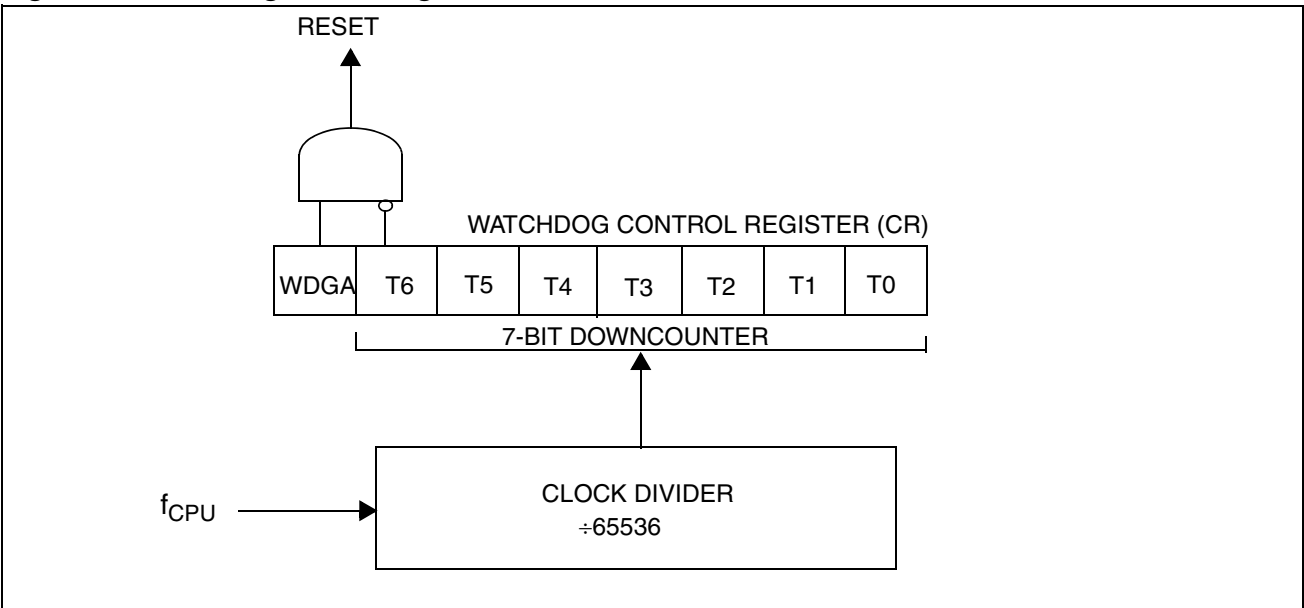 RESET
WATCHDOG CONTROL REGISTER (CR)
WDGA T6 T5 T4 T3 T2 T1 T0
7-BIT DOWNCOUNTER
fCPU
CLOCK DIVIDER
÷65536